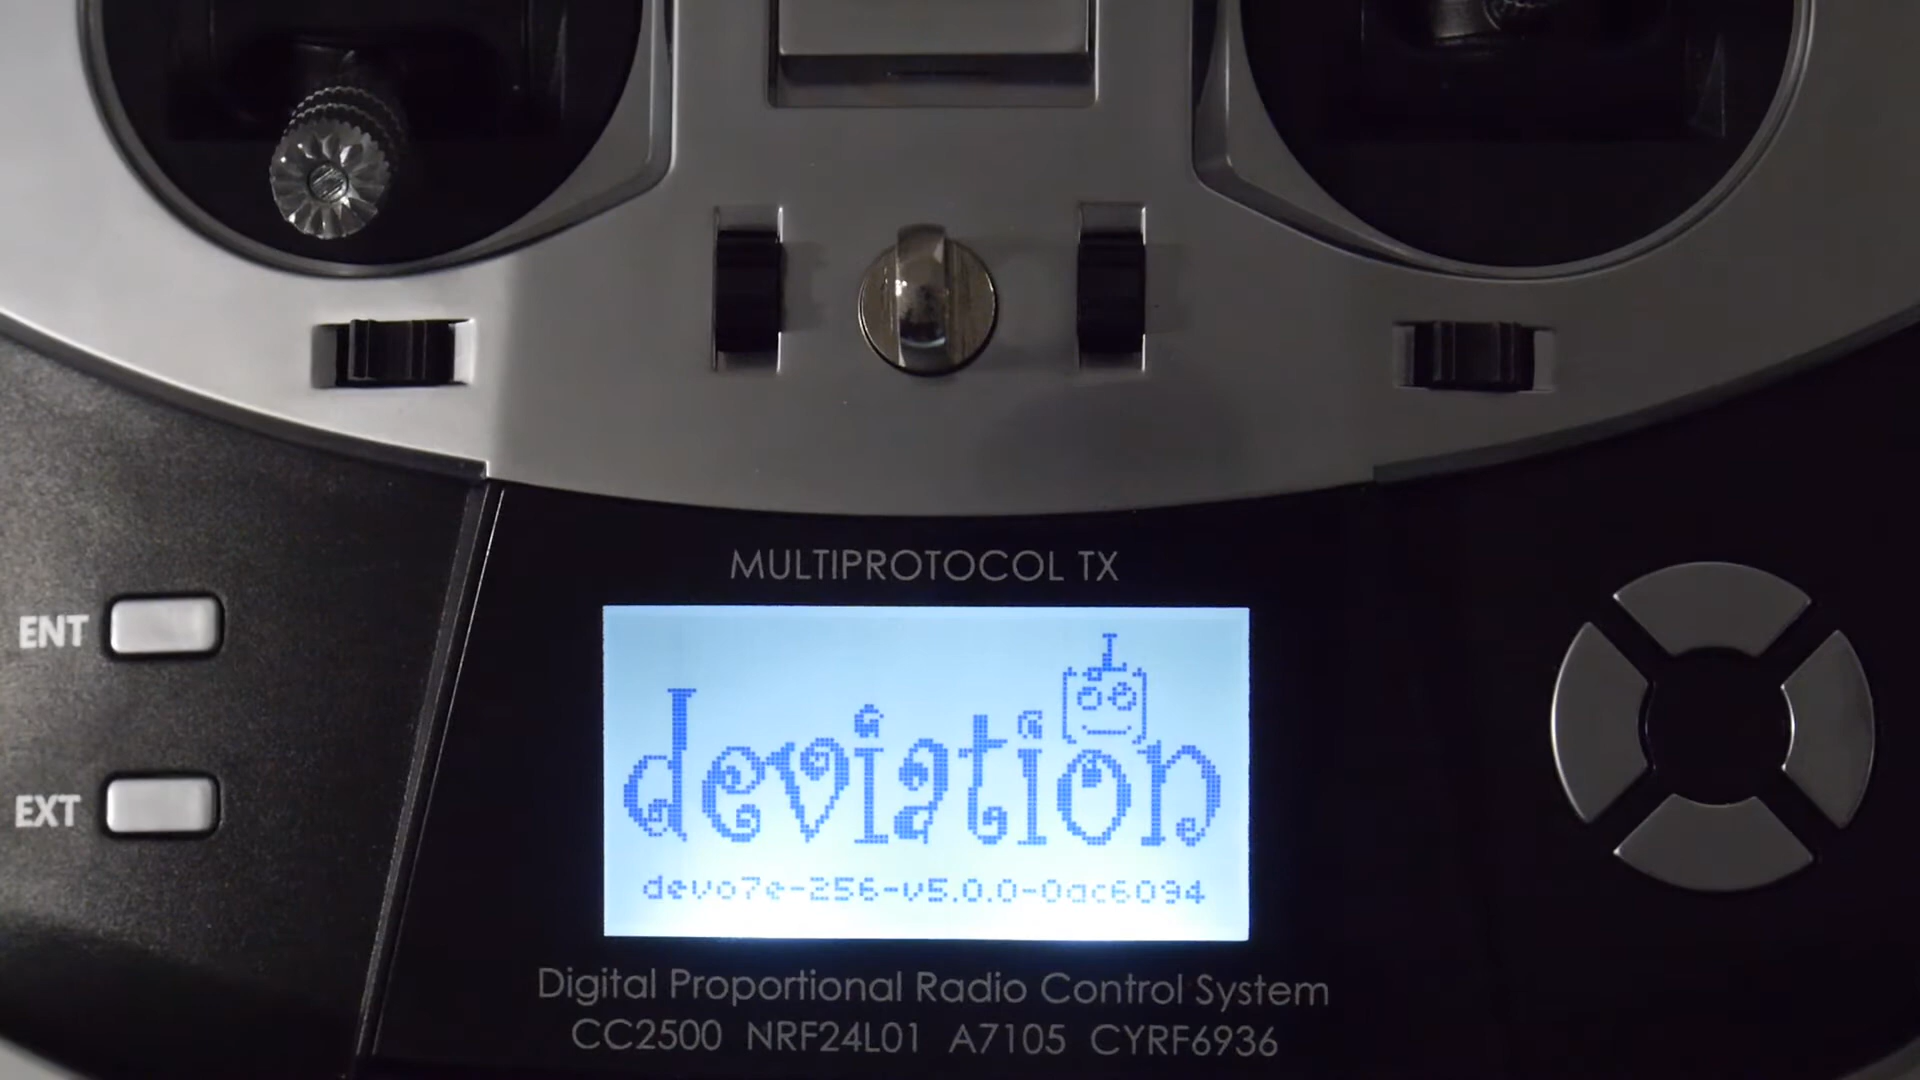 MULTIPROTOCOL TX
ENT
deviation
EXT
devo7e-256-v5.0.0-0ac6094
Digital Proportional Radio Control System
CC2500 NRF24L01 A7105 CYRF6936